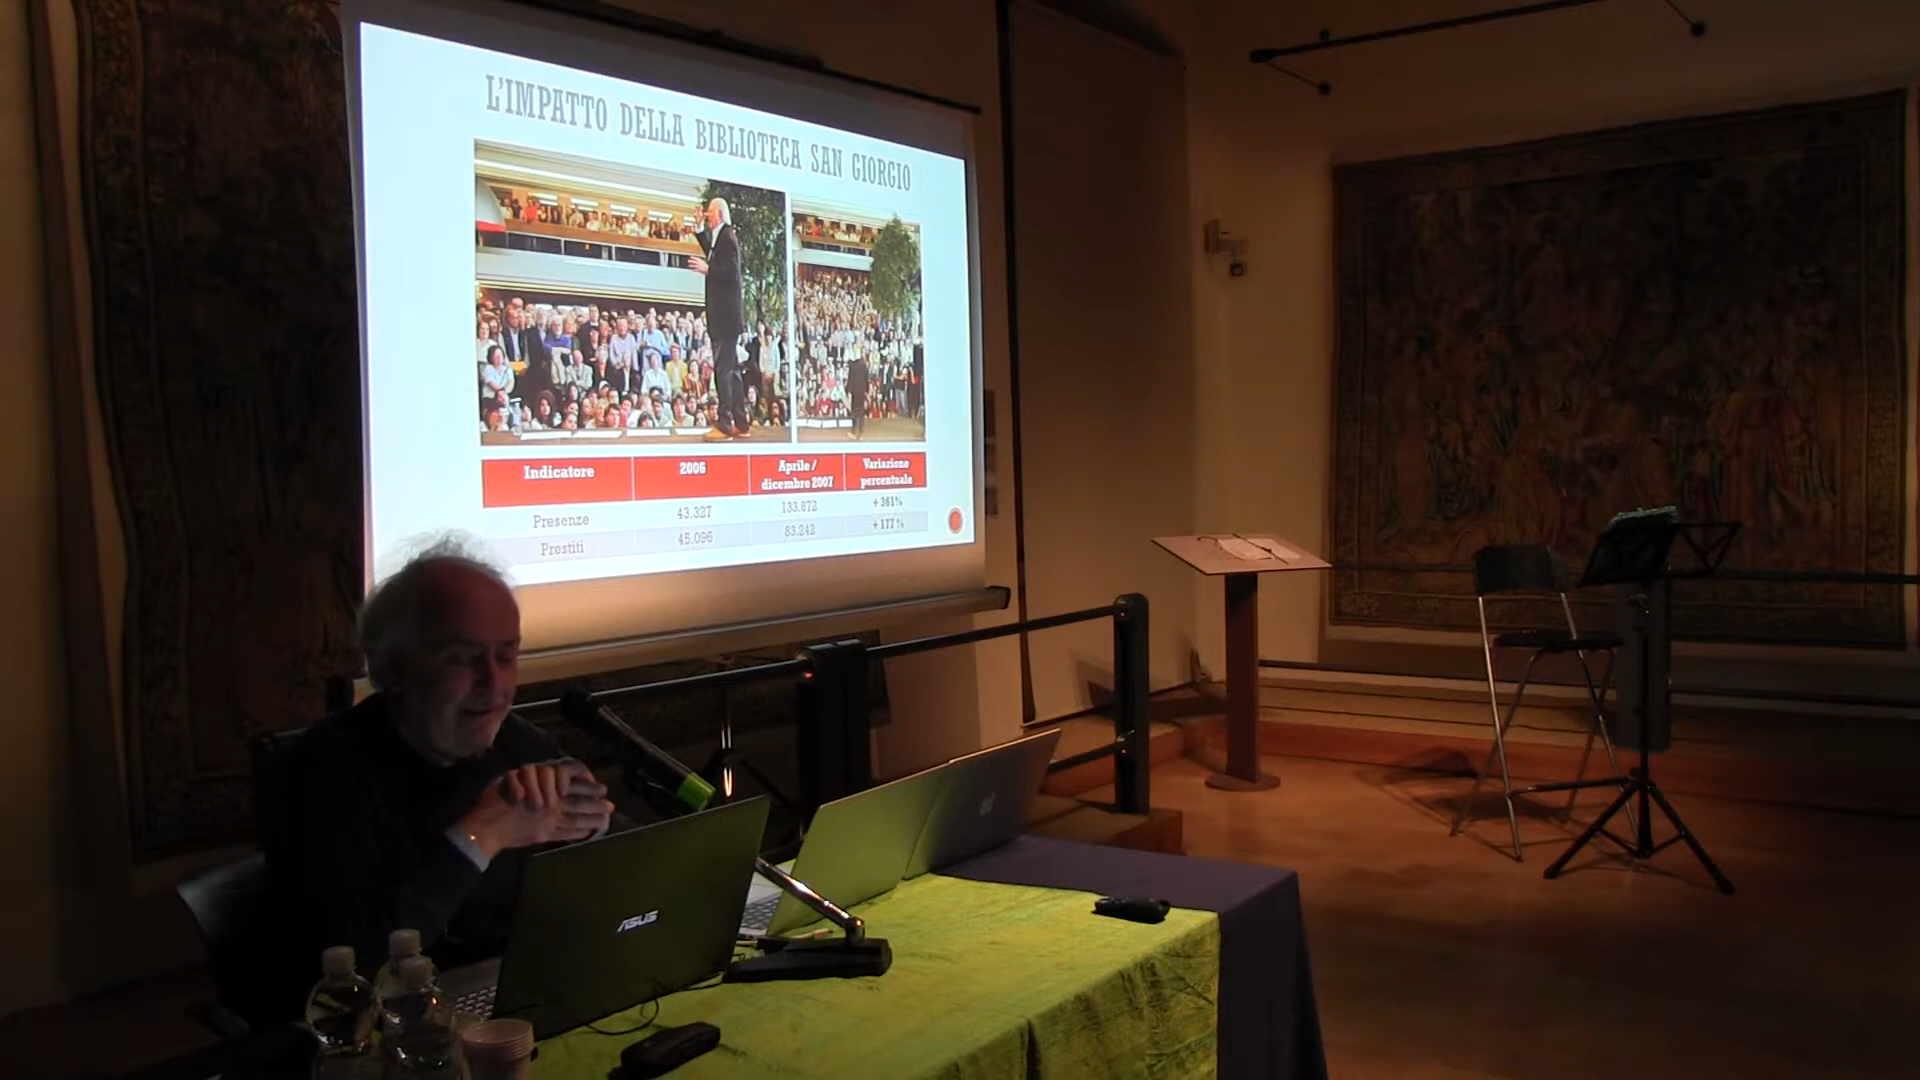 L'IMPATTO DELLA BIBLIOTECA SAN GIORGIO
Indicatore 2006 Aprile / dicembre 2007 Variazione percentuale
Presenze 43.327 133.872 +361%
Prestiti 45.096 83.242 +177%
ASUS